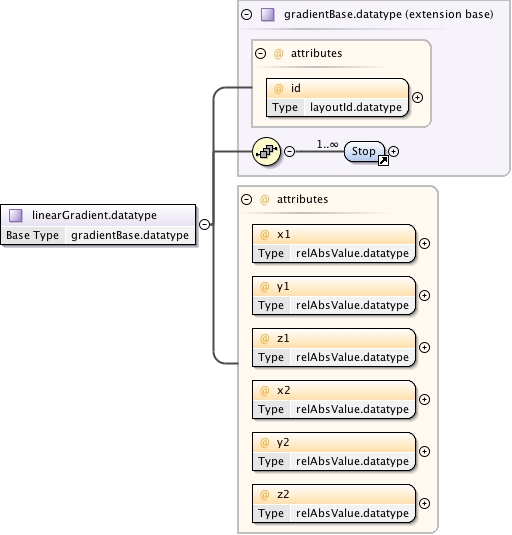 gradientBase.datatype (extension base)
@ attributes
@ id
Type layoutId.datatype
1..∞
Stop
linearGradient.datatype
Base Type gradientBase.datatype
@ attributes
@ x1
Type relAbsValue.datatype
@ y1
Type relAbsValue.datatype
@ z1
Type relAbsValue.datatype
@ x2
Type relAbsValue.datatype
@ y2
Type relAbsValue.datatype
@ z2
Type relAbsValue.datatype